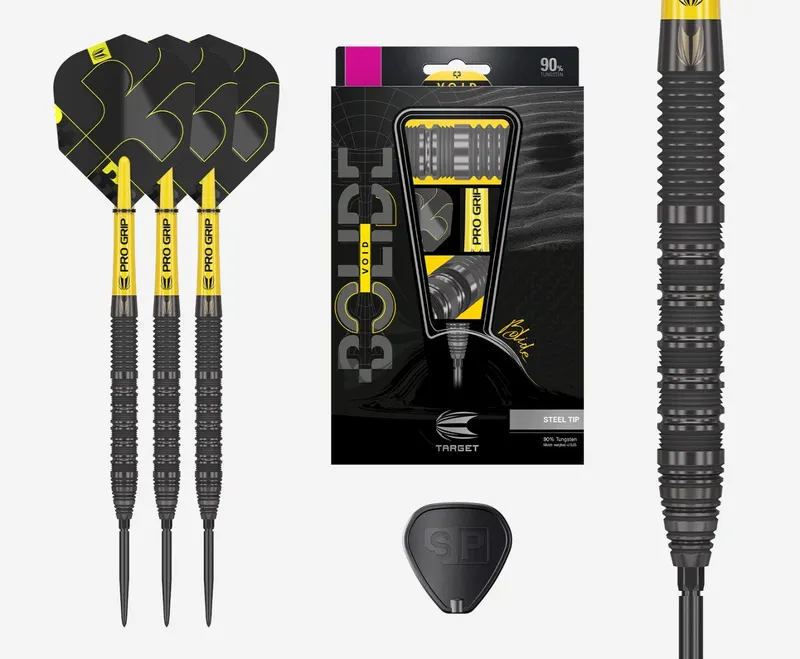 90%
TUNGSTEN
VOID
BOLIDE
VOID
PRO GRIP
Bolide
STEEL TIP
90% Tungsten
TARGET
PRO GRIP
PRO GRIP
PRO GRIP
SP